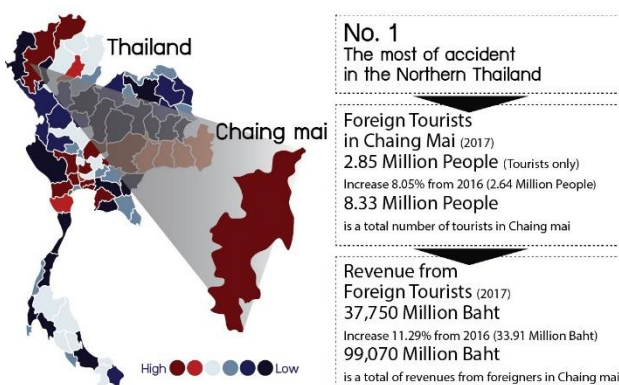 Thailand
Chaing mai
High
Low
No. 1
The most of accident
in the Northern Thailand
Foreign Tourists
in Chaing Mai (2017)
2.85 Million People (Tourists only)
Increase 8.05% from 2016 (2.64 Million People)
8.33 Million People
is a total number of tourists in Chaing mai
Revenue from
Foreign Tourists (2017)
37,750 Million Baht
Increase 11.29% from 2016 (33.91 Million Baht)
99,070 Million Baht
is a total of revenues from foreigners in Chaing mai